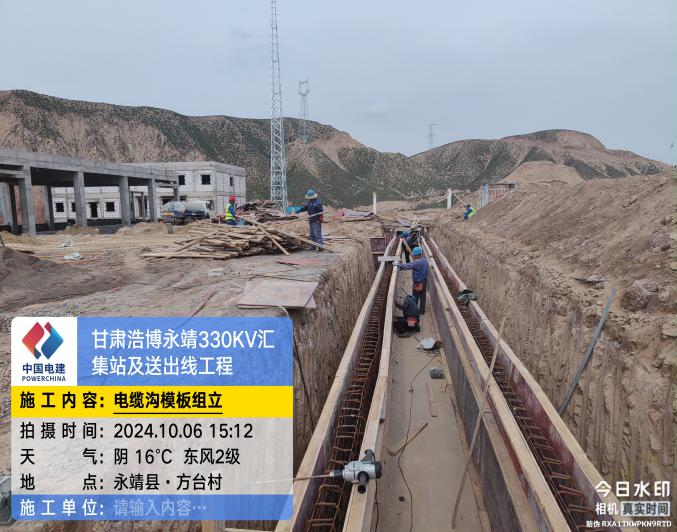 中国电建
POWERCHINA
甘肃浩博永靖330KV汇
集站及送出线工程
施工内容：电缆沟模板组立
拍摄时间：2024.10.06 15:12
天气：阴 16℃ 东风2级
地点：永靖县·方台村
施工单位：请输入内容…
今日水印
相机 真实时间
防伪 RXA1TKWPKN9RTD